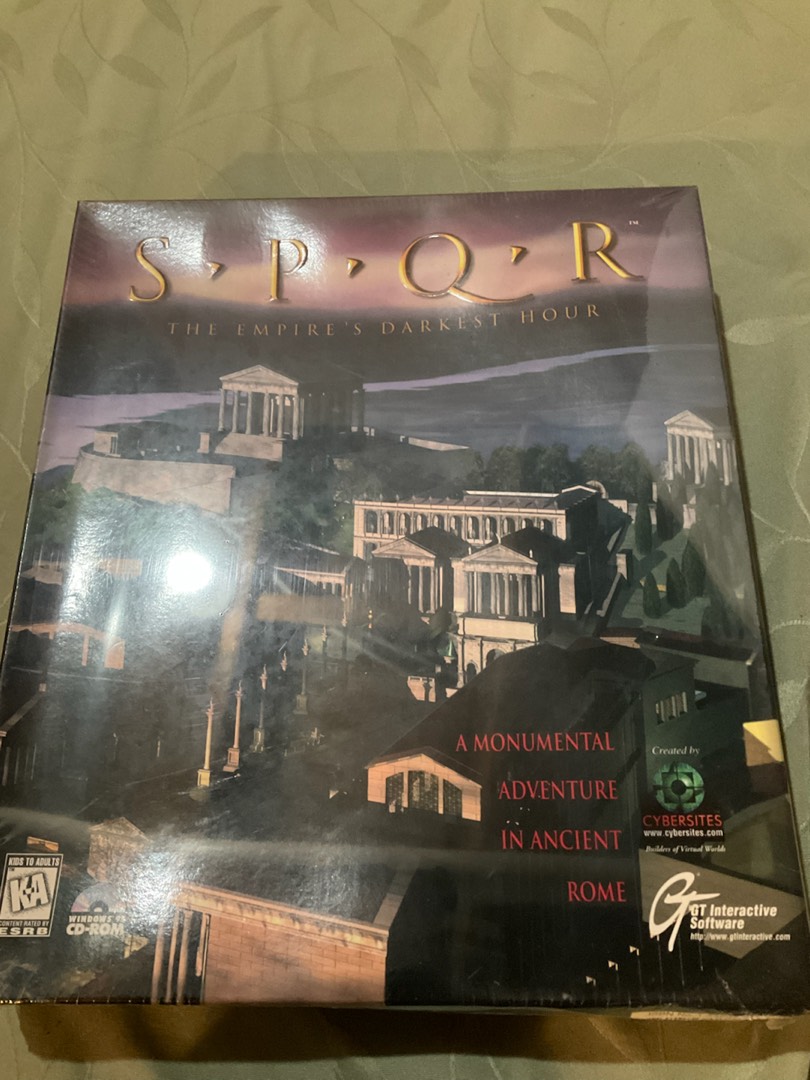 S•P•Q•R™
THE EMPIRE'S DARKEST HOUR
A MONUMENTAL
ADVENTURE
IN ANCIENT
ROME
Created by
CYBERSITES
www.cybersites.com
Builders of Virtual Worlds
KIDS TO ADULTS
K-A
CONTENT RATED BY
ESRB
WINDOWS 95
CD-ROM
GT Interactive
Software
http://www.gtinteractive.com